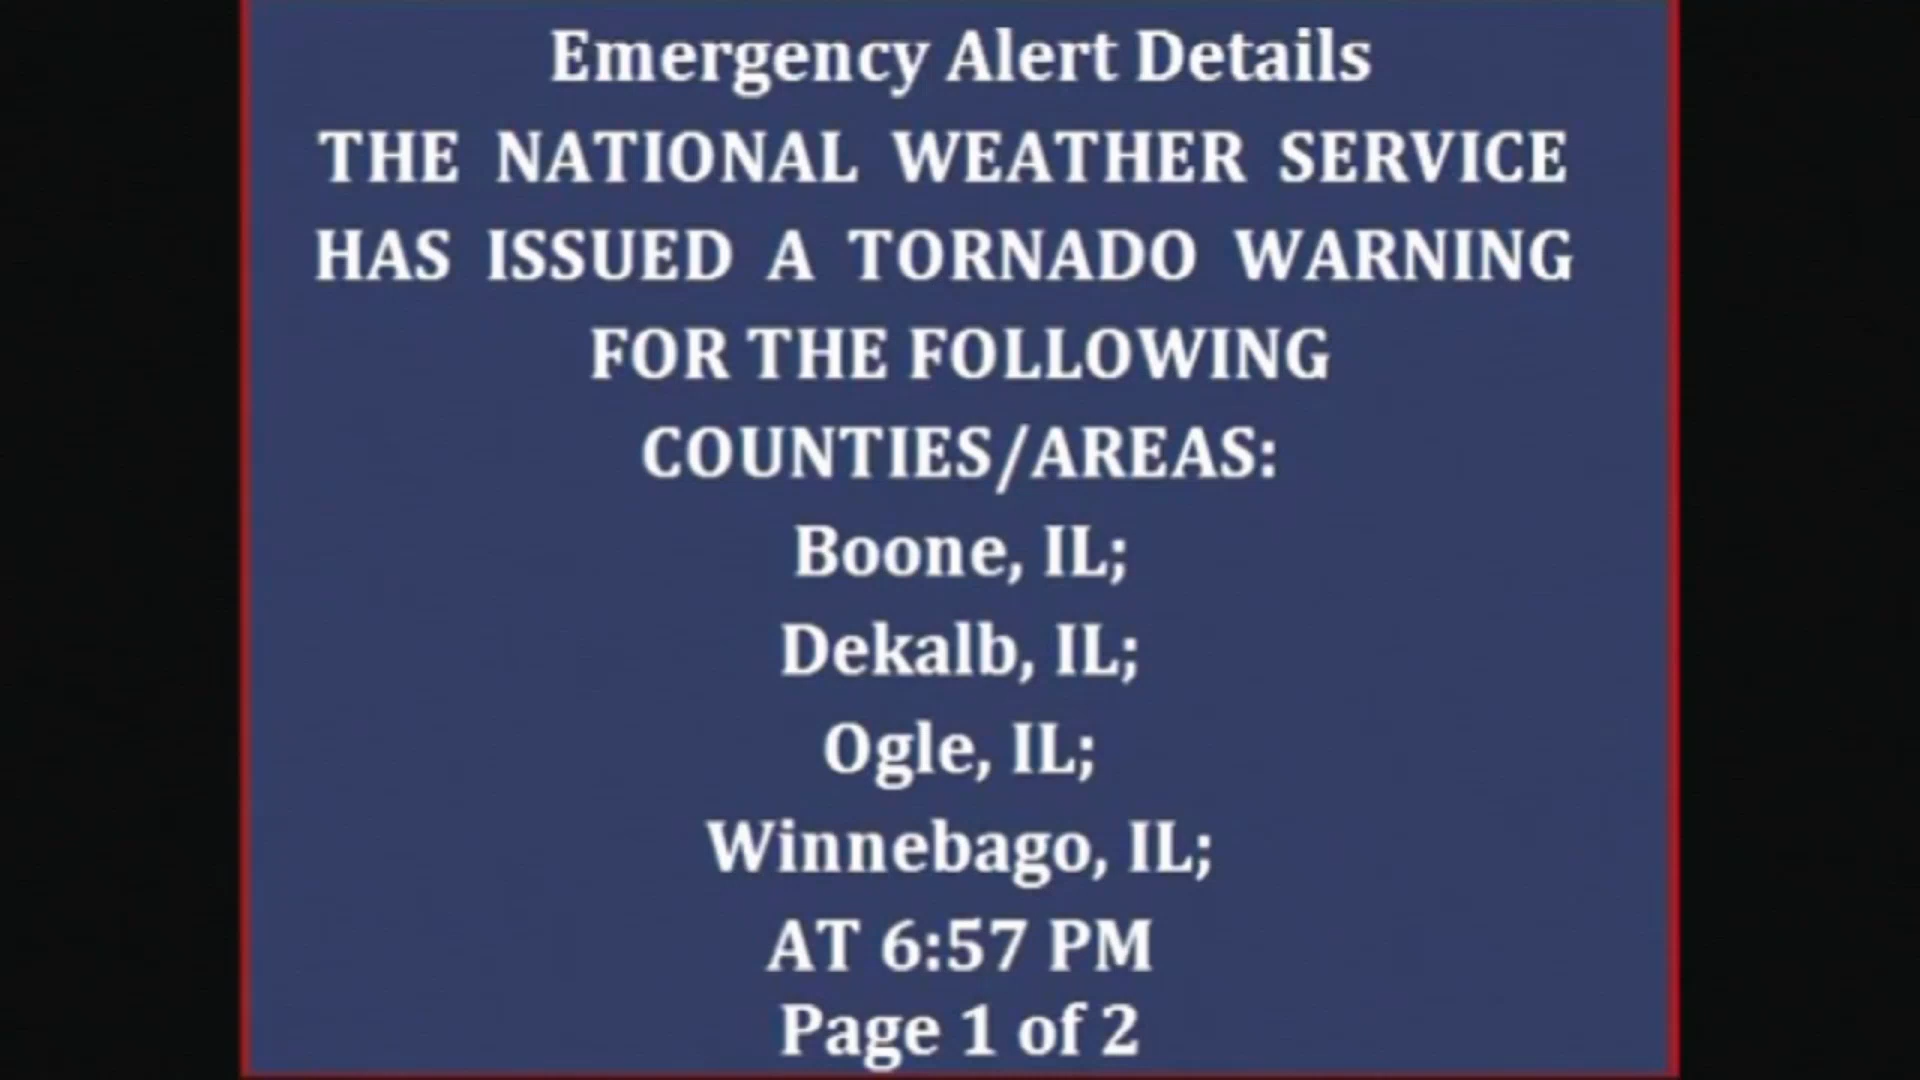 Emergency Alert Details
THE NATIONAL WEATHER SERVICE
HAS ISSUED A TORNADO WARNING
FOR THE FOLLOWING
COUNTIES/AREAS:
Boone, IL;
Dekalb, IL;
Ogle, IL;
Winnebago, IL;
AT 6:57 PM
Page 1 of 2